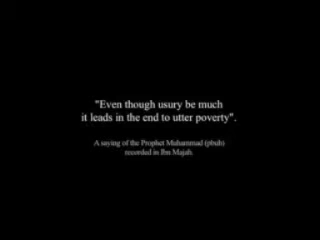 "Even though usury be much
it leads in the end to utter poverty".
A saying of the Prophet Muhammad (pbuh)
recorded in Ibn Majah.